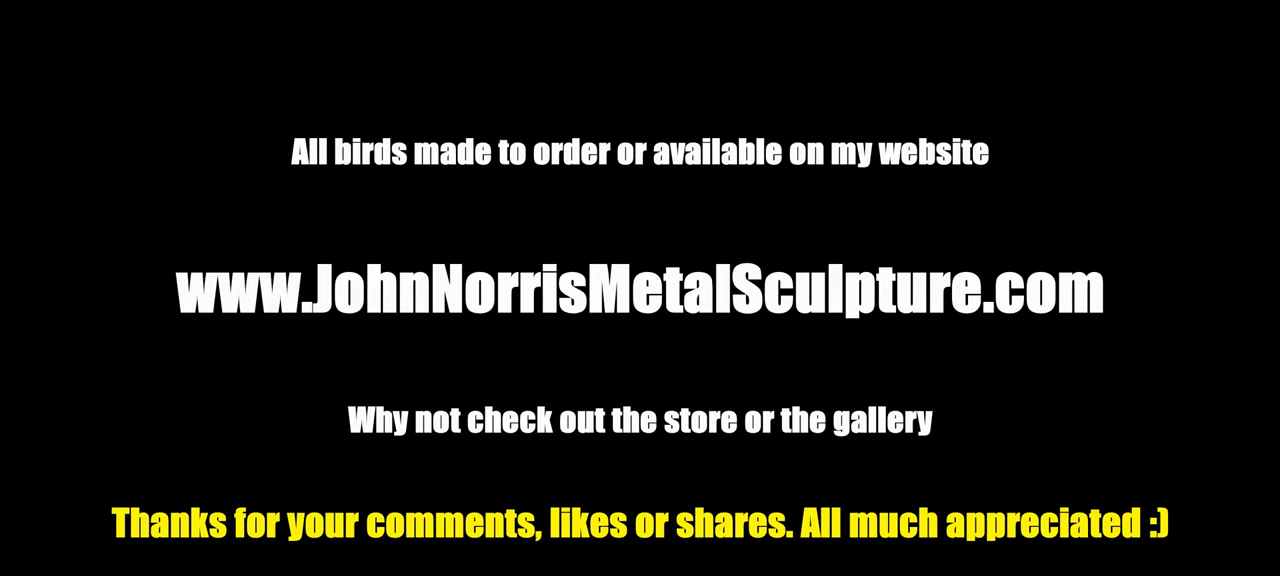 All birds made to order or available on my website
www.JohnNorrisMetalSculpture.com
Why not check out the store or the gallery
Thanks for your comments, likes or shares. All much appreciated :)